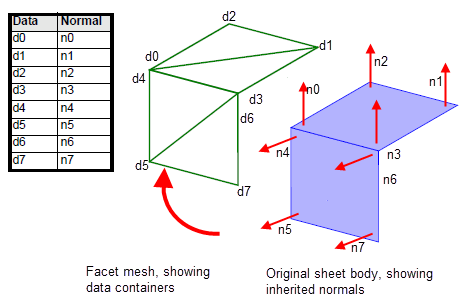 Data Normal
d0 n0
d1 n1
d2 n2
d3 n3
d4 n4
d5 n5
d6 n6
d7 n7
d2
d1
d0
d4
d3
d6
d5
d7
n2
n1
n0
n4
n3
n6
n5
n7
Facet mesh, showing
data containers
Original sheet body, showing
inherited normals